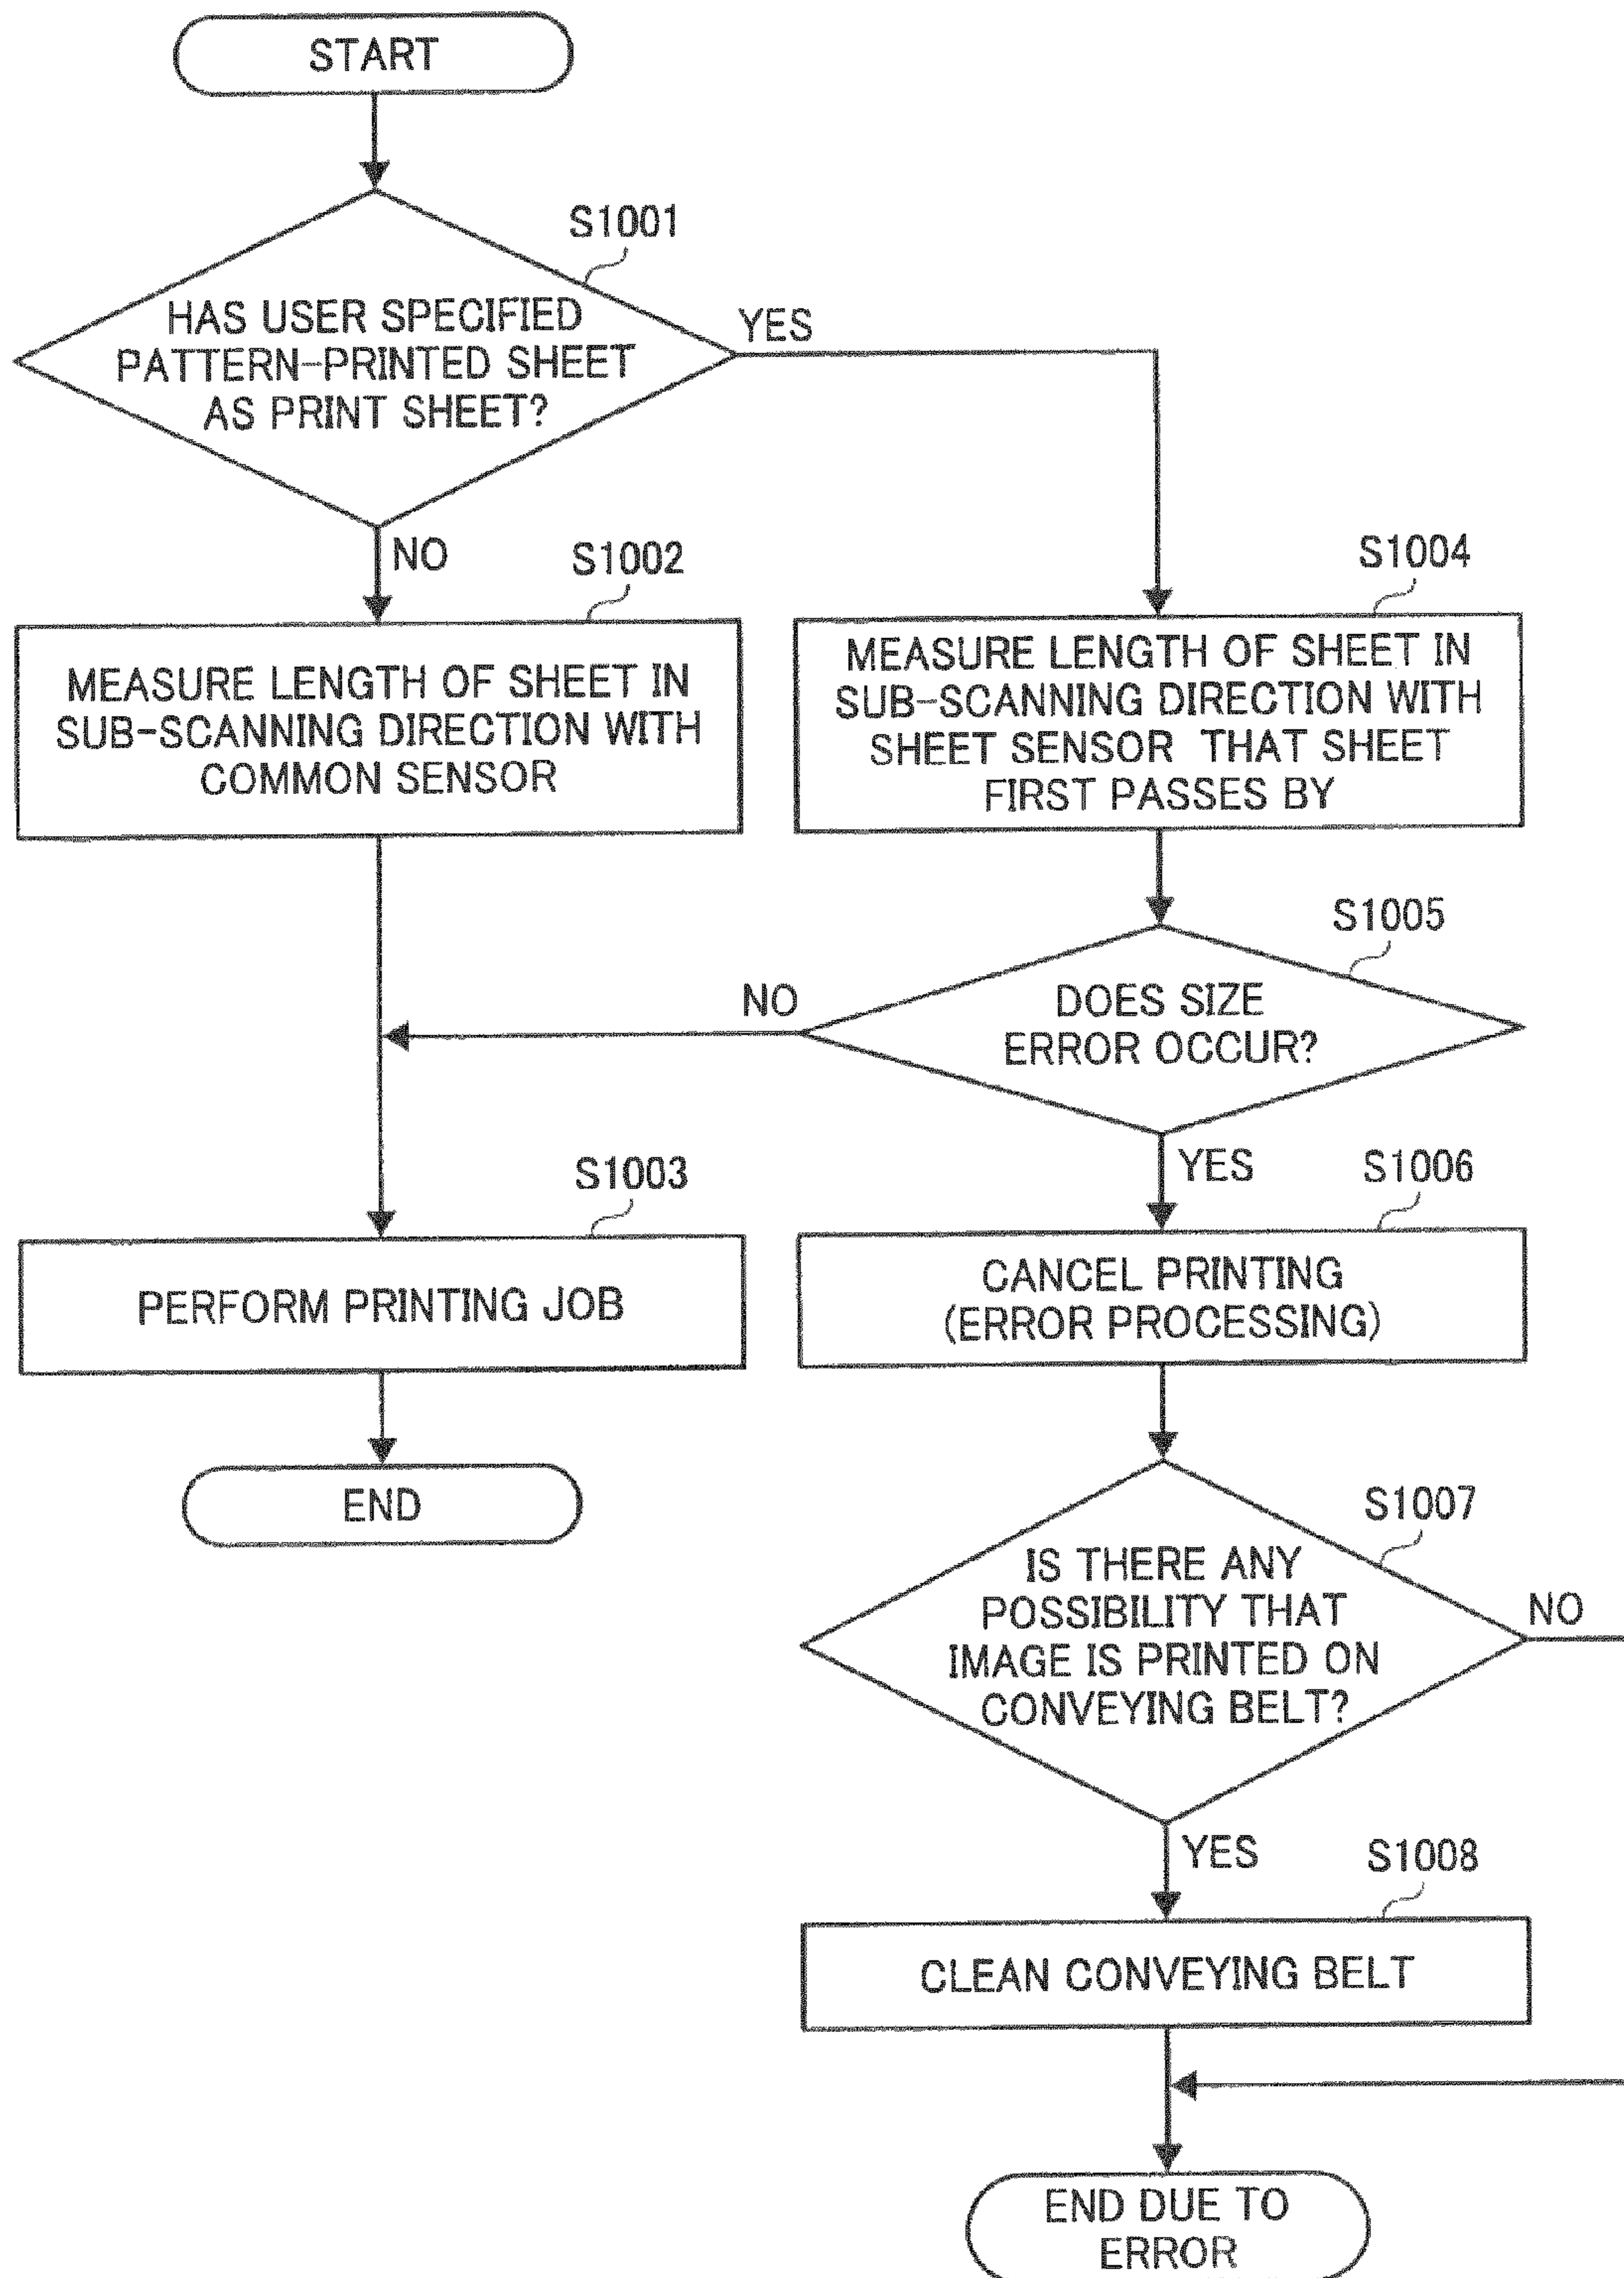 START
S1001
HAS USER SPECIFIED
PATTERN-PRINTED SHEET
AS PRINT SHEET?
YES
NO
S1002
MEASURE LENGTH OF SHEET IN
SUB-SCANNING DIRECTION WITH
COMMON SENSOR
S1004
MEASURE LENGTH OF SHEET IN
SUB-SCANNING DIRECTION WITH
SHEET SENSOR THAT SHEET
FIRST PASSES BY
S1005
DOES SIZE
ERROR OCCUR?
NO
YES
S1003
PERFORM PRINTING JOB
END
S1006
CANCEL PRINTING
(ERROR PROCESSING)
S1007
IS THERE ANY
POSSIBILITY THAT
IMAGE IS PRINTED ON
CONVEYING BELT?
NO
YES
S1008
CLEAN CONVEYING BELT
END DUE TO
ERROR